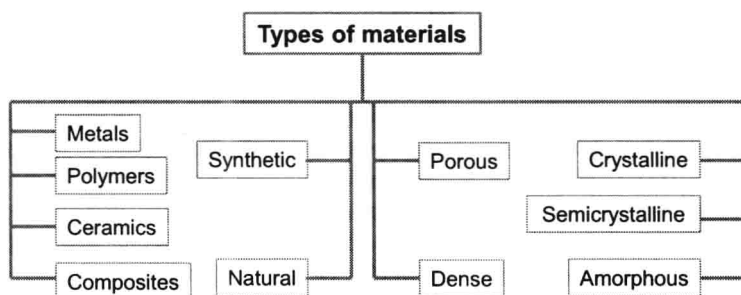 Types of materials
Metals
Polymers
Ceramics
Composites
Synthetic
Natural
Porous
Dense
Crystalline
Semicrystalline
Amorphous